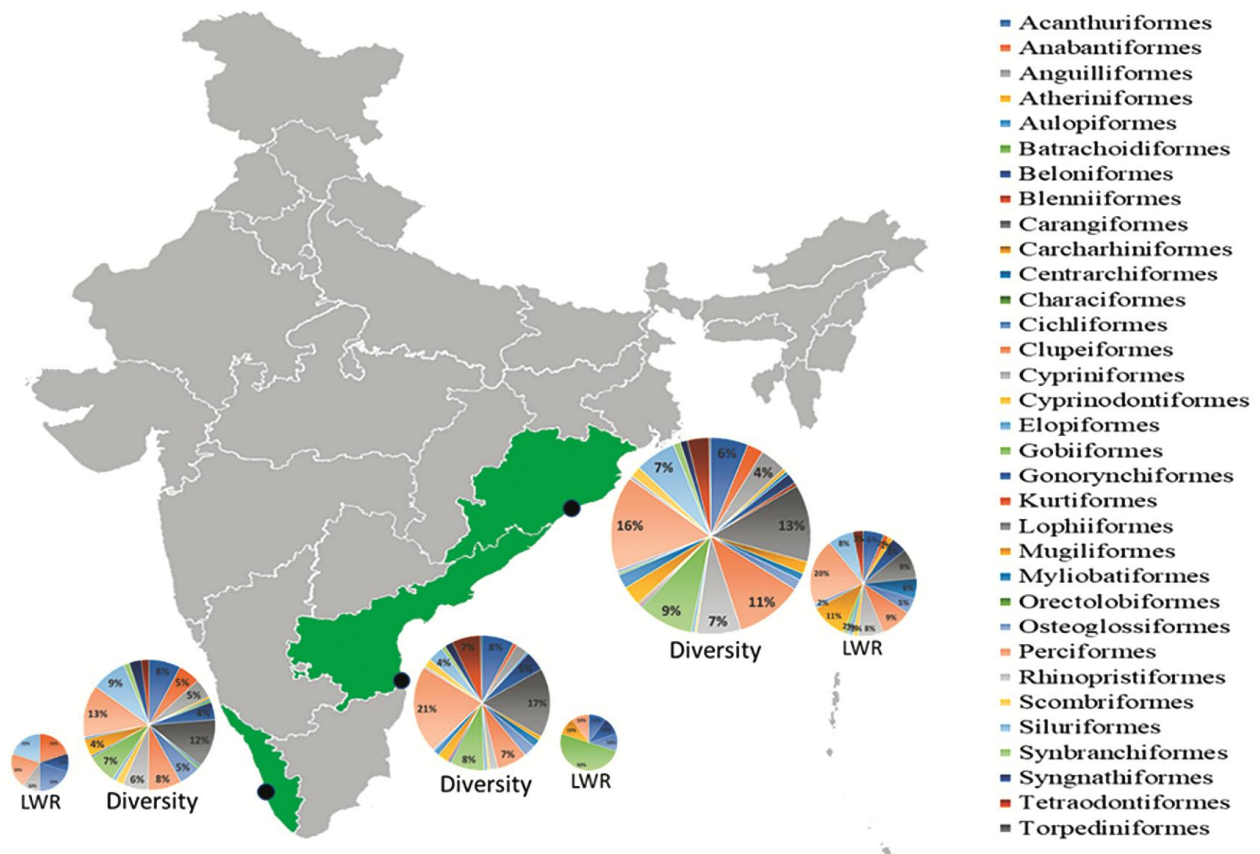 Acanthuriformes
Anabantiformes
Anguilliformes
Atheriniformes
Aulopiformes
Batrachoidiformes
Beloniformes
Blenniiformes
Carangiformes
Carcharhiniformes
Centrarchiformes
Characiformes
Cichliformes
Clupeiformes
Cypriniformes
Cyprinodontiformes
Elopiformes
Gobiiformes
Gonorynchiformes
Kurtiformes
Lophiiformes
Mugiliformes
Myliobatiformes
Orectolobiformes
Osteoglossiformes
Perciformes
Rhinopristiformes
Scombriformes
Siluriformes
Synbranchiformes
Syngnathiformes
Tetraodontiformes
Torpediniformes
6%
4%
13%
11%
7%
9%
16%
7%
Diversity
9%
5%
9%
8%
11%
2%
20%
8%
LWR
8%
5%
17%
7%
8%
21%
4%
7%
Diversity
LWR
8%
5%
5%
12%
5%
8%
6%
7%
4%
13%
9%
Diversity
LWR